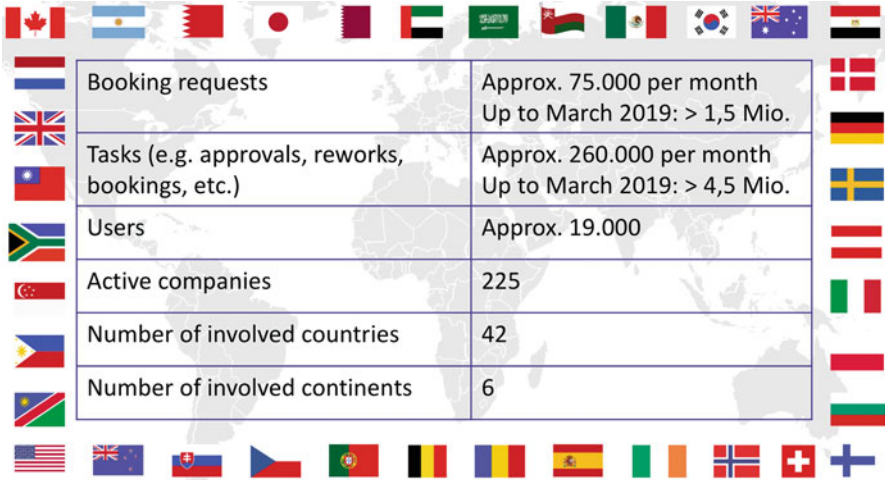 Booking requests
Approx. 75.000 per month
Up to March 2019: > 1,5 Mio.
Tasks (e.g. approvals, reworks,
bookings, etc.)
Approx. 260.000 per month
Up to March 2019: > 4,5 Mio.
Users
Approx. 19.000
Active companies
225
Number of involved countries
42
Number of involved continents
6